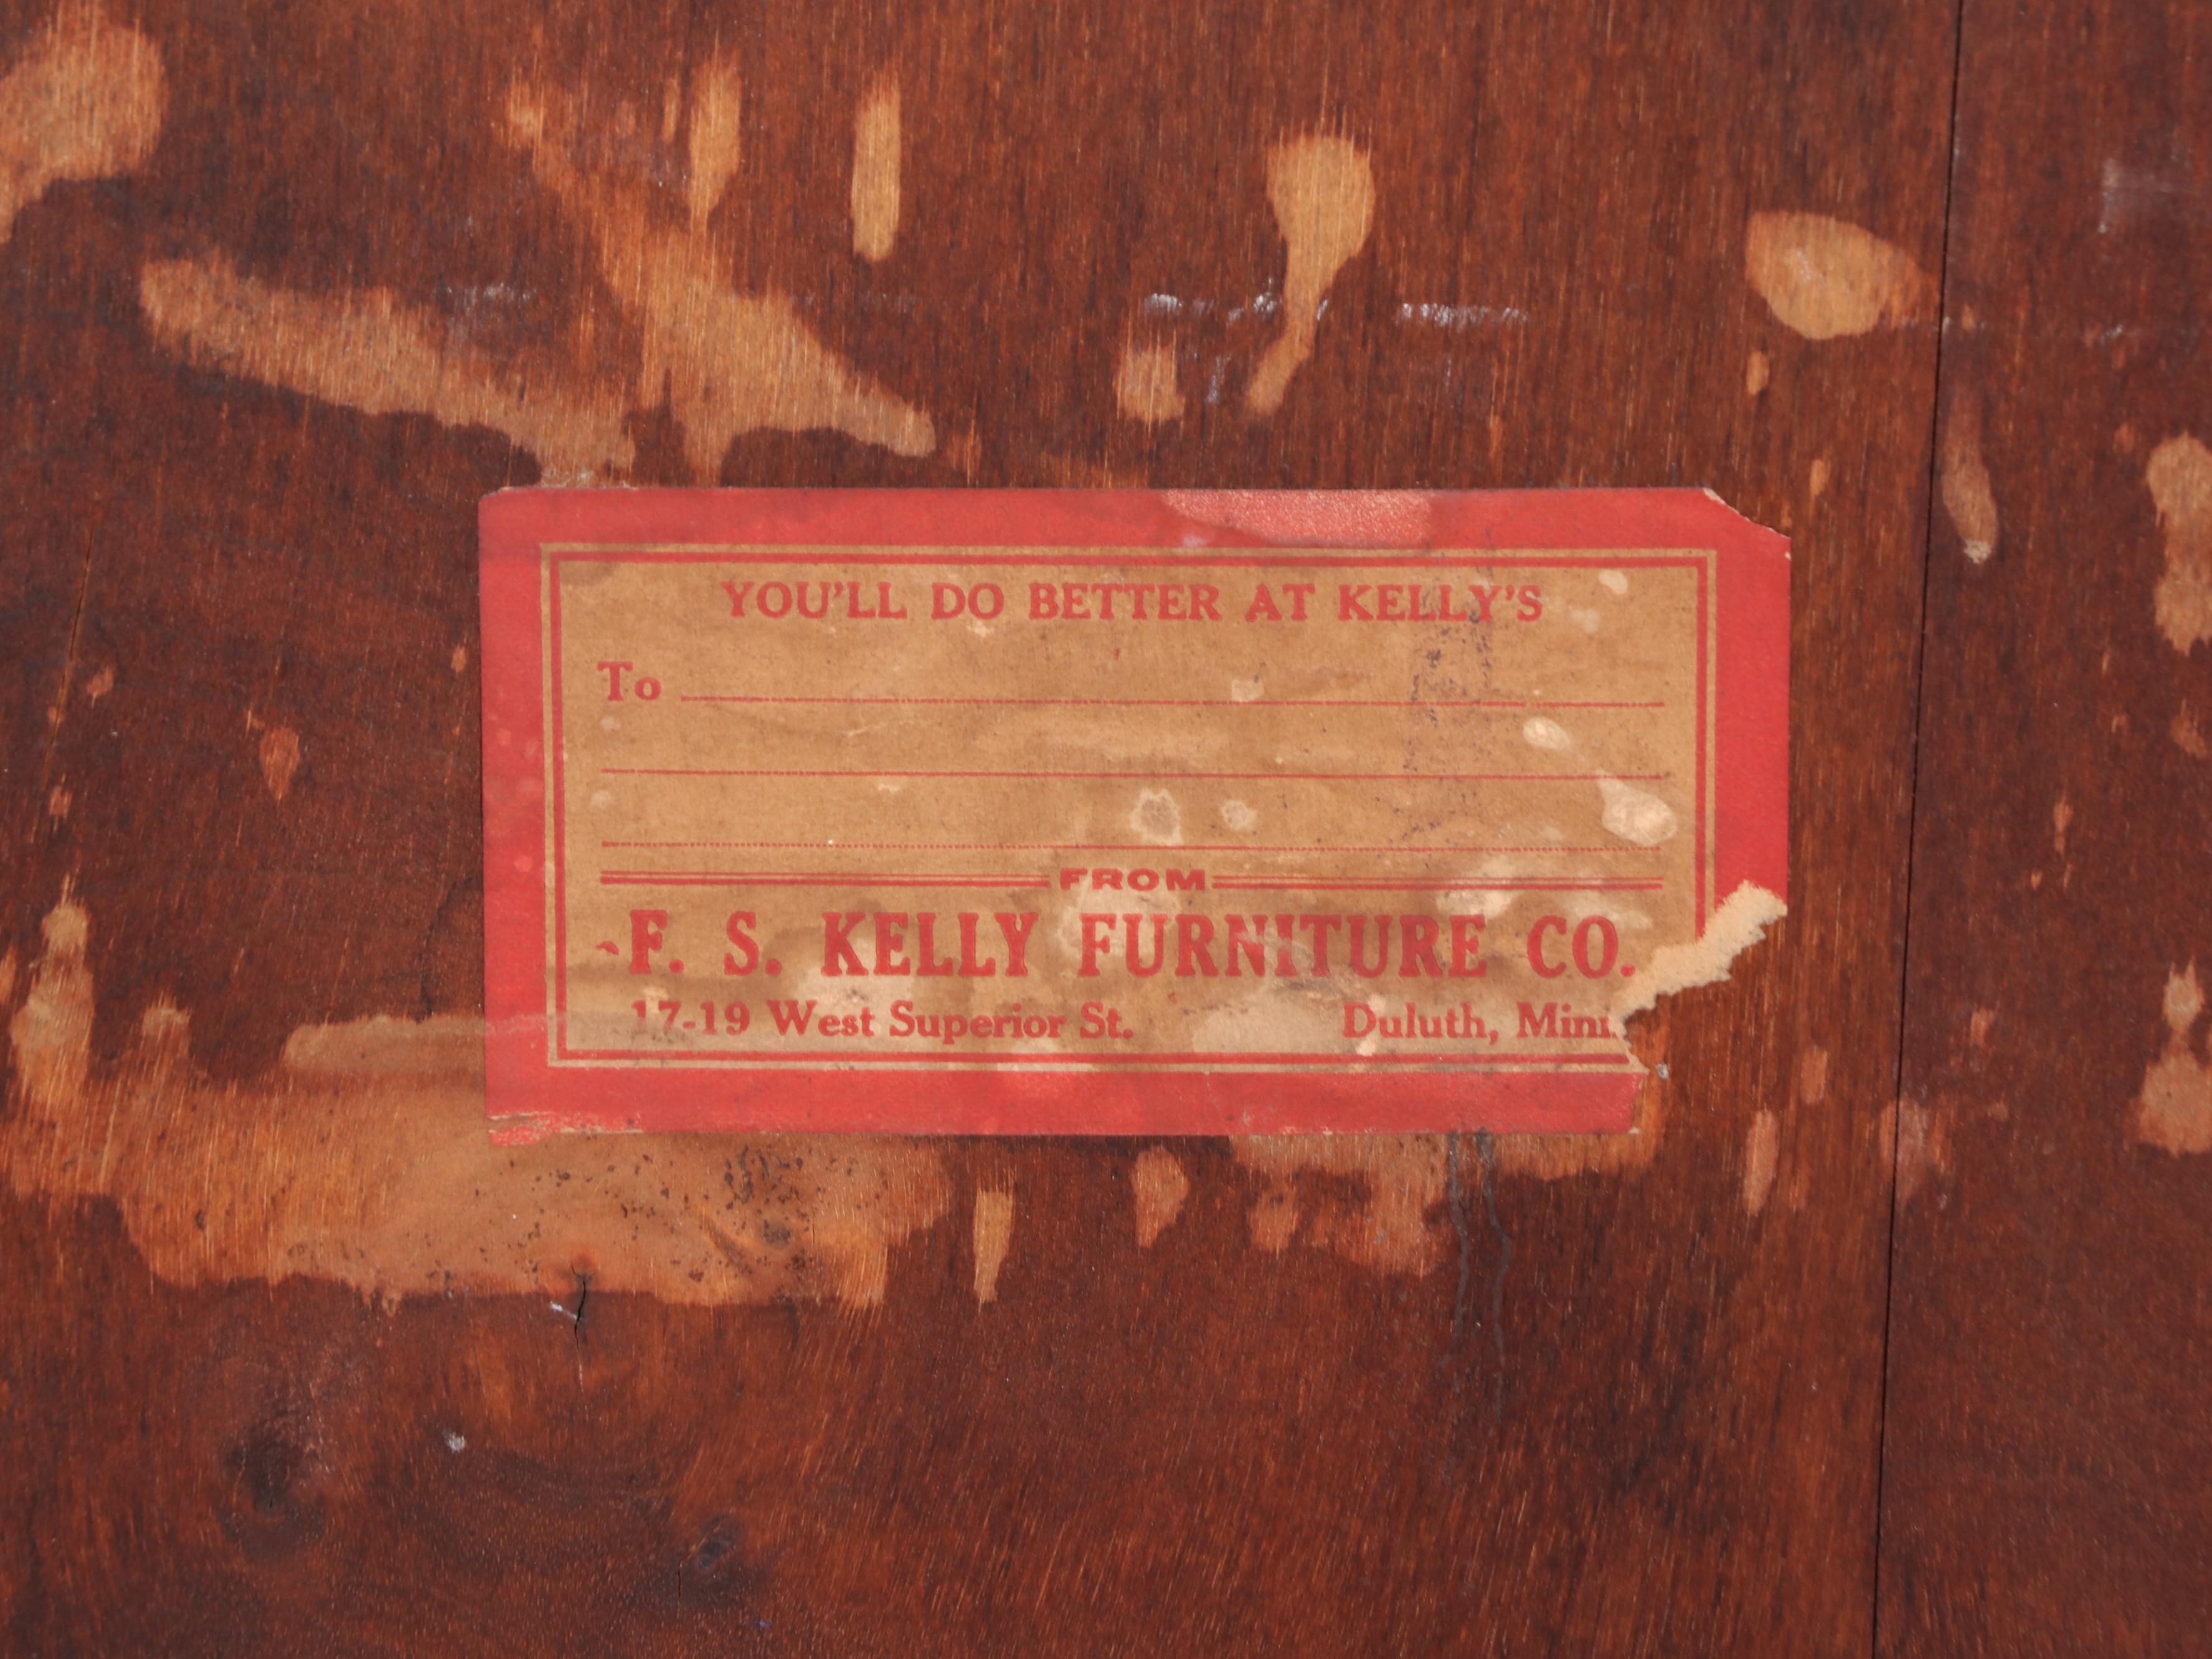 YOU'LL DO BETTER AT KELLY'S
To
FROM
F. S. KELLY FURNITURE CO.
17-19 West Superior St. Duluth, Minn.